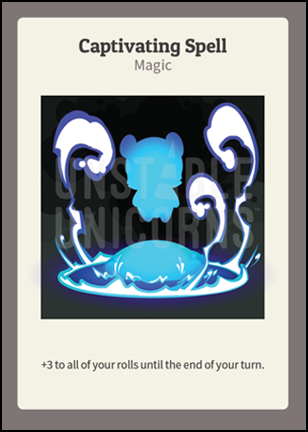 Captivating Spell
Magic
UNSTABLE
UNICORNS
+3 to all of your rolls until the end of your turn.